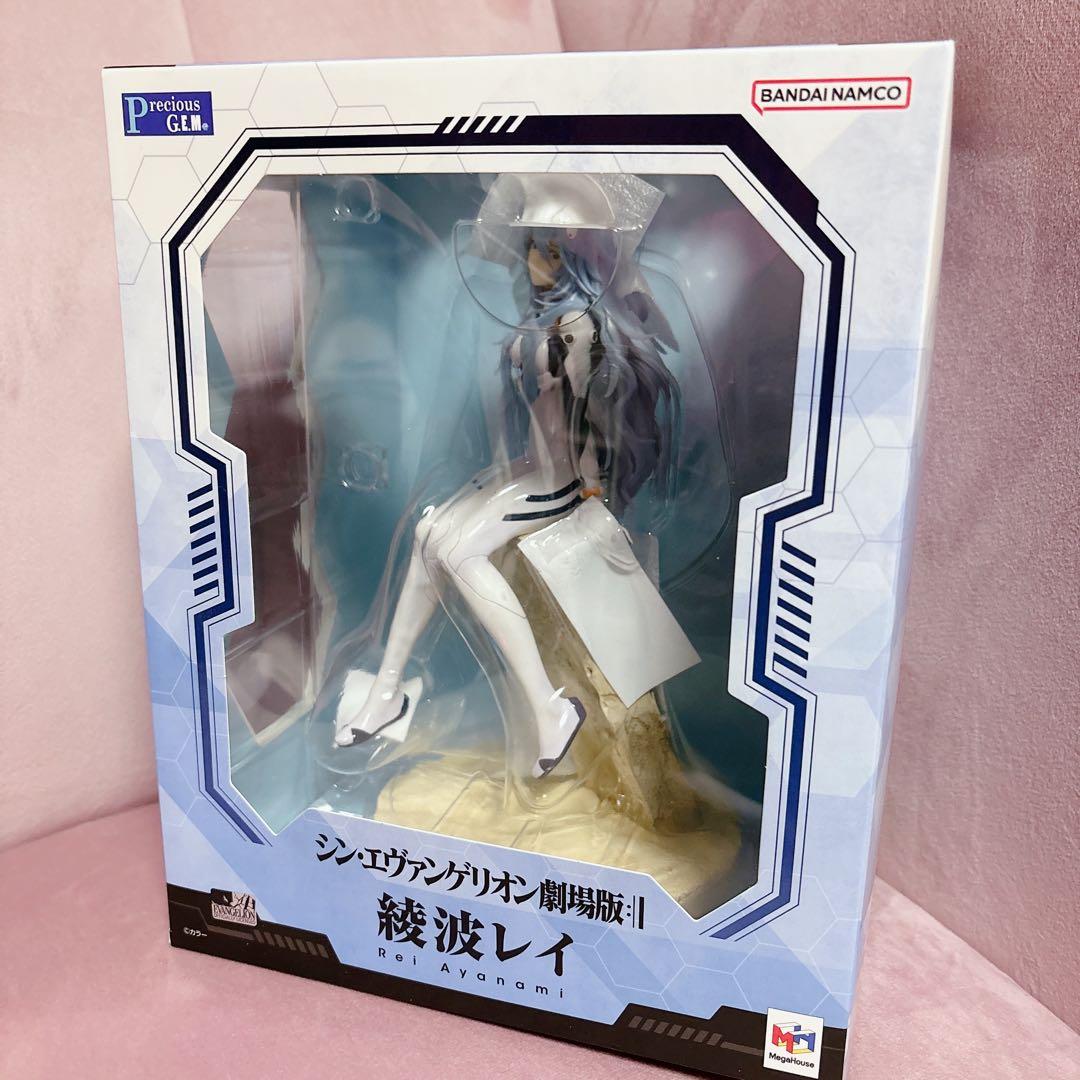 Precious
G.E.M.
BANDAI NAMCO
シン・エヴァンゲリオン劇場版:||
綾波レイ
Rei Ayanami
EVANGELION
©カラー
MegaHouse